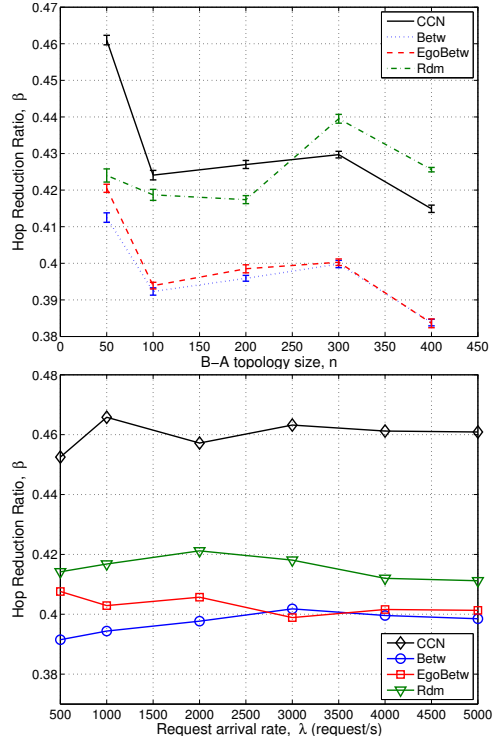 0.47
0.46
0.45
0.44
0.43
0.42
0.41
0.4
0.39
0.38
Hop Reduction Ratio, β
CCN
Betw
EgoBetw
Rdm
0 50 100 150 200 250 300 350 400 450
B−A topology size, n
0.48
0.46
0.44
0.42
0.4
0.38
Hop Reduction Ratio, β
CCN
Betw
EgoBetw
Rdm
500 1000 1500 2000 2500 3000 3500 4000 4500 5000
Request arrival rate, λ (request/s)